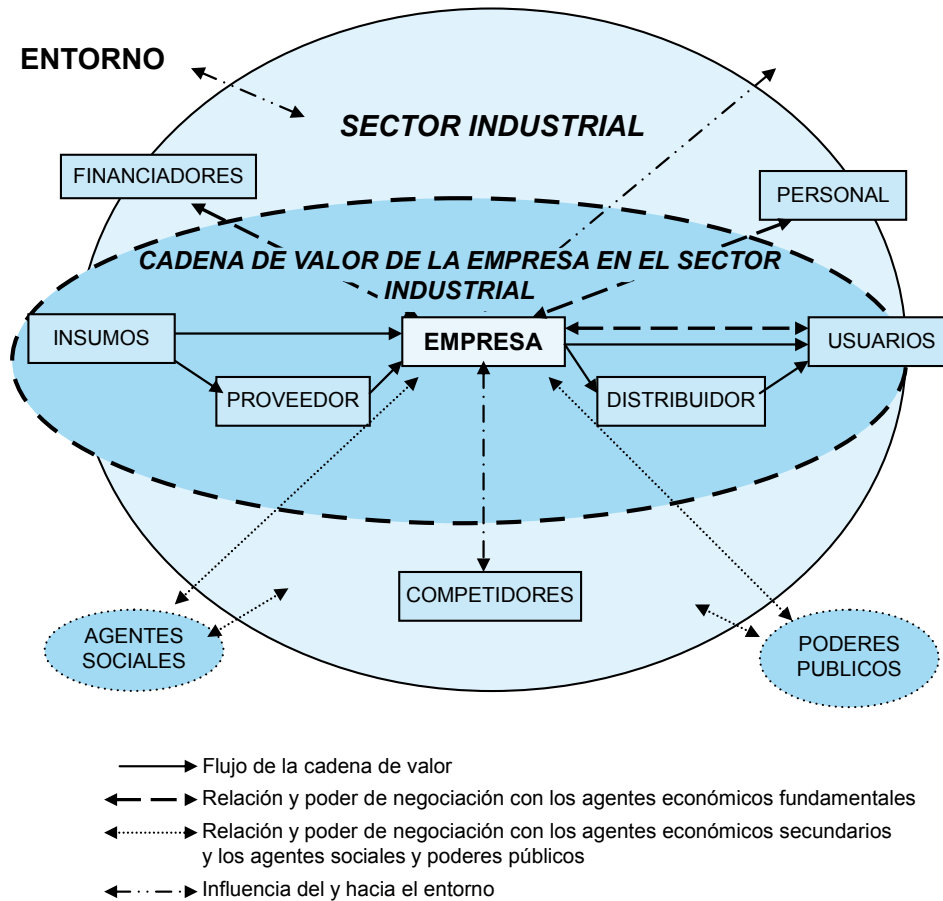 ENTORNO
SECTOR INDUSTRIAL
FINANCIADORES
PERSONAL
CADENA DE VALOR DE LA EMPRESA EN EL SECTOR
INDUSTRIAL
INSUMOS
EMPRESA
USUARIOS
PROVEEDOR
DISTRIBUIDOR
COMPETIDORES
AGENTES
SOCIALES
PODERES
PUBLICOS
Flujo de la cadena de valor
Relación y poder de negociación con los agentes económicos fundamentales
Relación y poder de negociación con los agentes económicos secundarios
y los agentes sociales y poderes públicos
Influencia del y hacia el entorno